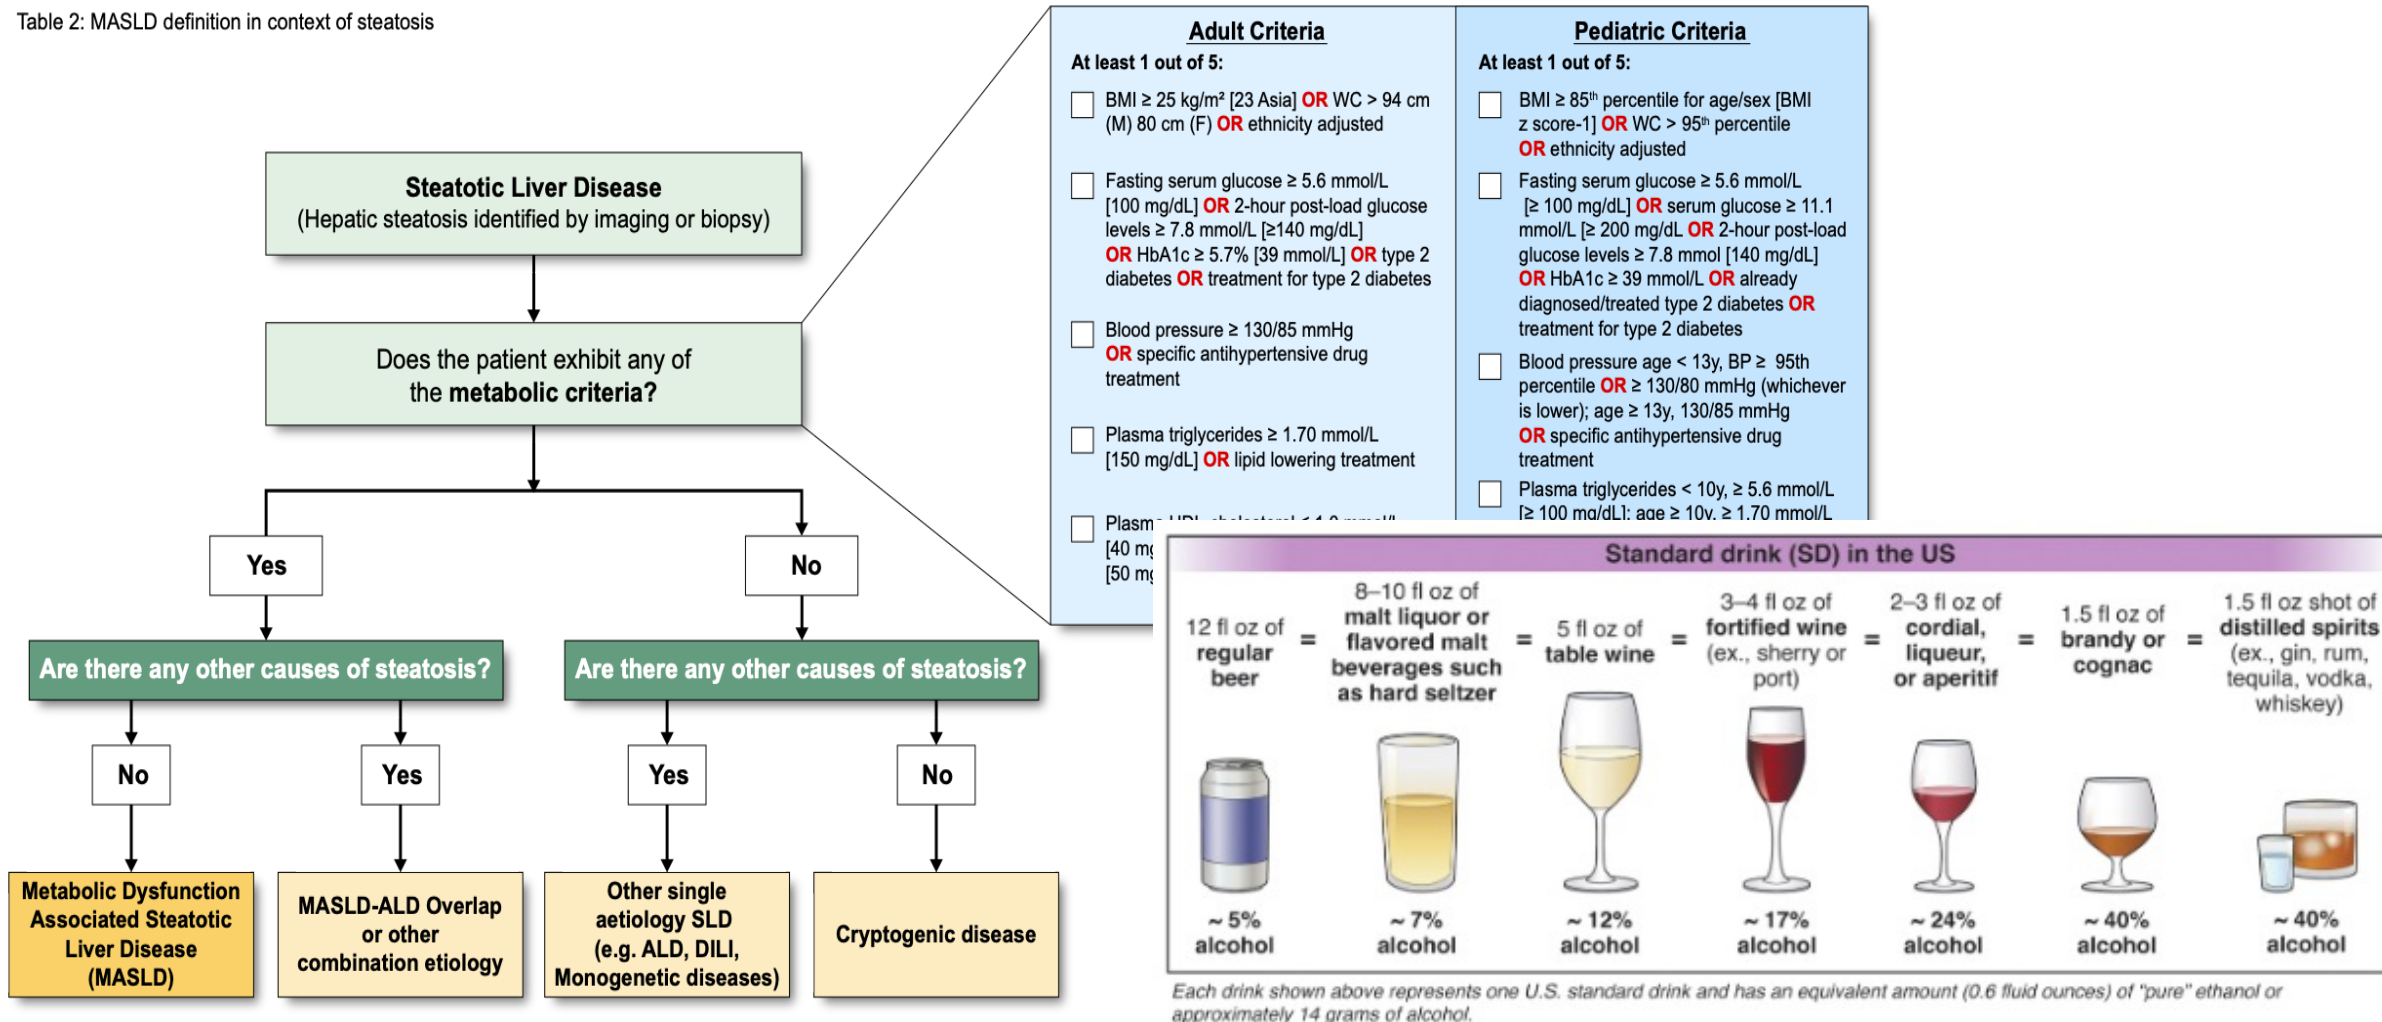 Table 2: MASLD definition in context of steatosis
Steatotic Liver Disease
(Hepatic steatosis identified by imaging or biopsy)
Does the patient exhibit any of
the metabolic criteria?
Yes
No
Are there any other causes of steatosis?
Are there any other causes of steatosis?
No
Yes
Yes
No
Metabolic Dysfunction
Associated Steatotic
Liver Disease
(MASLD)
MASLD-ALD Overlap
or other
combination etiology
Other single
aetiology SLD
(e.g. ALD, DILI,
Monogenetic diseases)
Cryptogenic disease
Adult Criteria
At least 1 out of 5:
BMI ≥ 25 kg/m² [23 Asia] OR WC > 94 cm
(M) 80 cm (F) OR ethnicity adjusted
Fasting serum glucose ≥ 5.6 mmol/L
[100 mg/dL] OR 2-hour post-load glucose
levels ≥ 7.8 mmol/L [≥140 mg/dL]
OR HbA1c ≥ 5.7% [39 mmol/L] OR type 2
diabetes OR treatment for type 2 diabetes
Blood pressure ≥ 130/85 mmHg
OR specific antihypertensive drug
treatment
Plasma triglycerides ≥ 1.70 mmol/L
[150 mg/dL] OR lipid lowering treatment
[40
[50
Pediatric Criteria
At least 1 out of 5:
BMI ≥ 85th percentile for age/sex [BMI
z score-1] OR WC > 95th percentile
OR ethnicity adjusted
Fasting serum glucose ≥ 5.6 mmol/L
[≥ 100 mg/dL] OR serum glucose ≥ 11.1
mmol/L [≥ 200 mg/dL OR 2-hour post-load
glucose levels ≥ 7.8 mmol [140 mg/dL]
OR HbA1c ≥ 39 mmol/L OR already
diagnosed/treated type 2 diabetes OR
treatment for type 2 diabetes
Blood pressure age < 13y, BP ≥ 95th
percentile OR ≥ 130/80 mmHg (whichever
is lower); age ≥ 13y, 130/85 mmHg
OR specific antihypertensive drug
treatment
Plasma triglycerides < 10y, ≥ 5.6 mmol/L
[≥ 100 mg/dL]; age ≥ 10y, ≥ 1.70 mmol/L
Standard drink (SD) in the US
12 fl oz of
regular
beer
=
8–10 fl oz of
malt liquor or
flavored malt
beverages such
as hard seltzer
=
5 fl oz of
table wine
=
3–4 fl oz of
fortified wine
(ex., sherry or
port)
=
2–3 fl oz of
cordial,
liqueur,
or aperitif
=
1.5 fl oz of
brandy or
cognac
=
1.5 fl oz shot of
distilled spirits
(ex., gin, rum,
tequila, vodka,
whiskey)
~ 5%
alcohol
~ 7%
alcohol
~ 12%
alcohol
~ 17%
alcohol
~ 24%
alcohol
~ 40%
alcohol
~ 40%
alcohol
Each drink shown above represents one U.S. standard drink and has an equivalent amount (0.6 fluid ounces) of "pure" ethanol or
approximately 14 grams of alcohol.